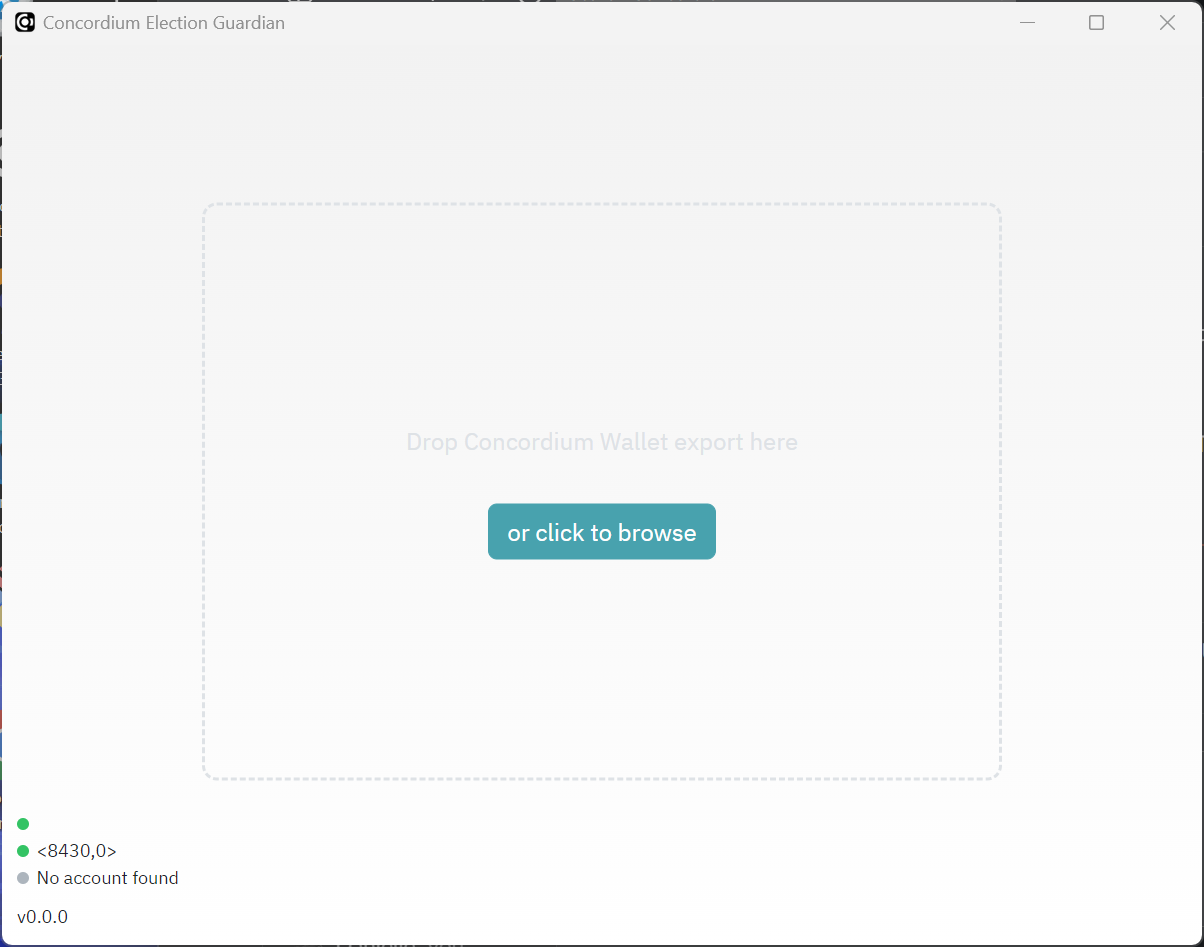 Concordium Election Guardian
Drop Concordium Wallet export here
or click to browse
<8430,0>
No account found
v0.0.0